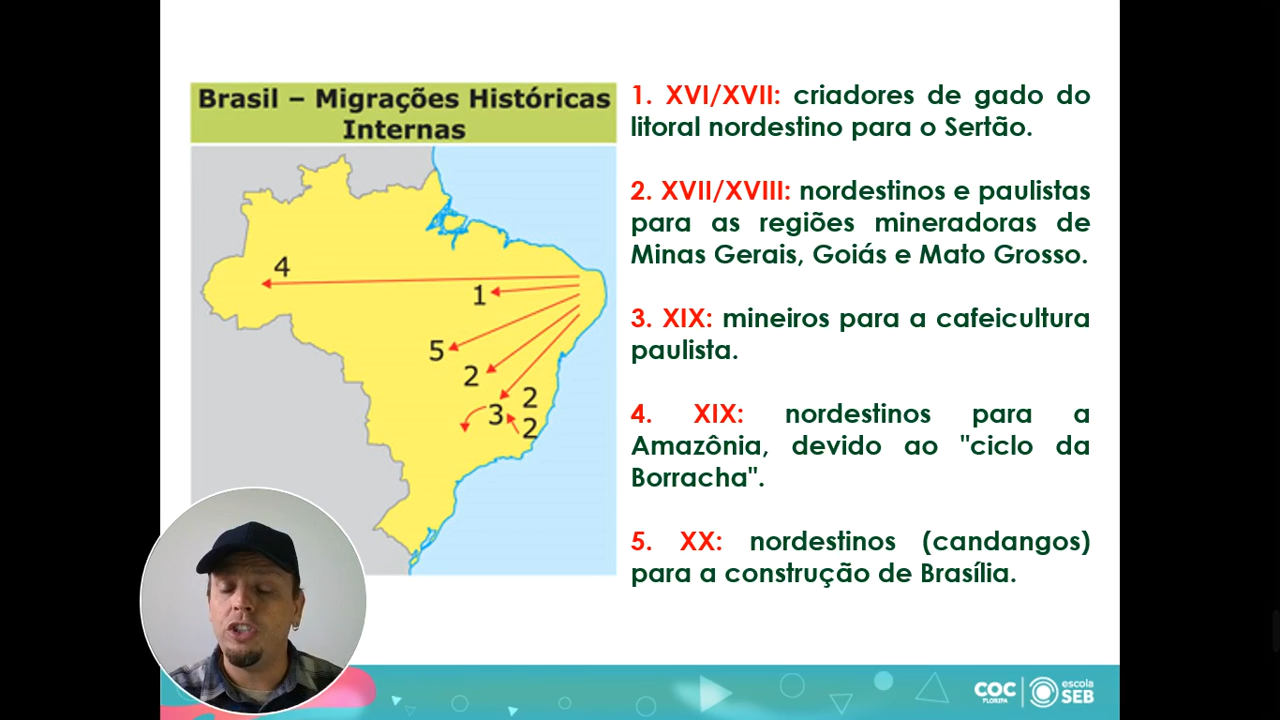 Brasil – Migrações Históricas
Internas
4
1
5
2
3
2
2
1. XVI/XVII: criadores de gado do
litoral nordestino para o Sertão.
2. XVII/XVIII: nordestinos e paulistas
para as regiões mineradoras de
Minas Gerais, Goiás e Mato Grosso.
3. XIX: mineiros para a cafeicultura
paulista.
4. XIX: nordestinos para a
Amazônia, devido ao "ciclo da
Borracha".
5. XX: nordestinos (candangos)
para a construção de Brasília.
COC
FLORIPA
escola
SEB